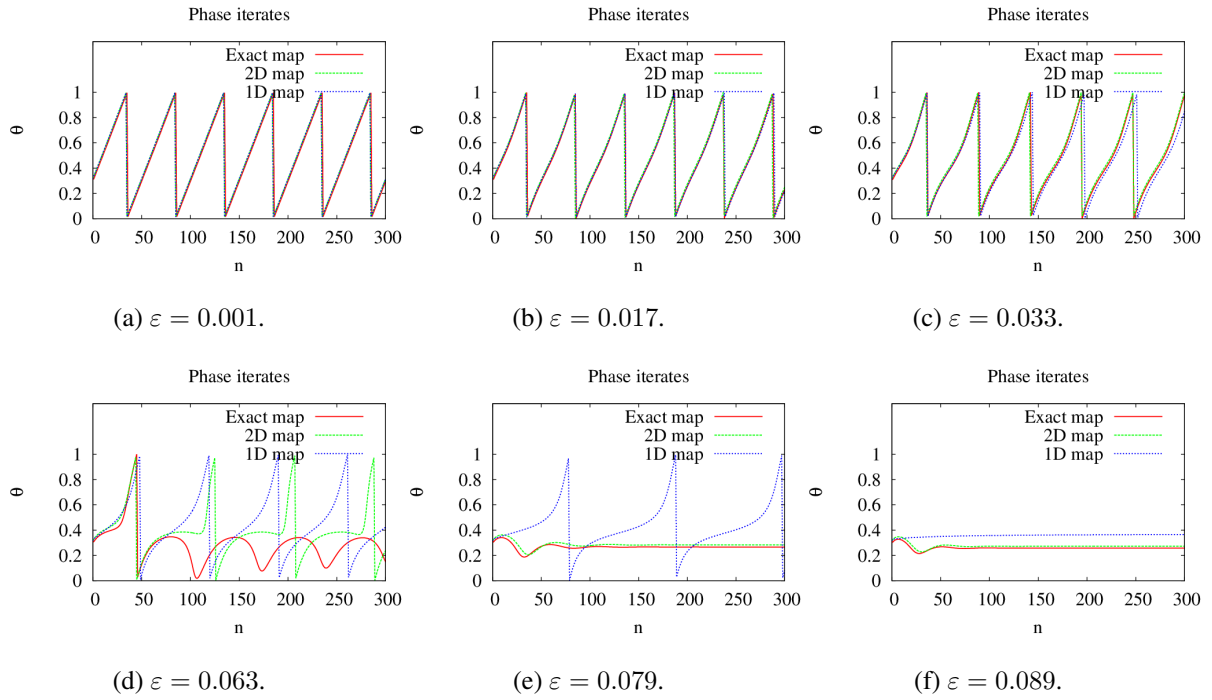 Phase iterates
Exact map
2D map
1D map
θ
1
0.8
0.6
0.4
0.2
0
0 50 100 150 200 250 300
n
(a) ε = 0.001.
Phase iterates
Exact map
2D map
1D map
θ
1
0.8
0.6
0.4
0.2
0
0 50 100 150 200 250 300
n
(b) ε = 0.017.
Phase iterates
Exact map
2D map
1D map
θ
1
0.8
0.6
0.4
0.2
0
0 50 100 150 200 250 300
n
(c) ε = 0.033.
Phase iterates
Exact map
2D map
1D map
θ
1
0.8
0.6
0.4
0.2
0
0 50 100 150 200 250 300
n
(d) ε = 0.063.
Phase iterates
Exact map
2D map
1D map
θ
1
0.8
0.6
0.4
0.2
0
0 50 100 150 200 250 300
n
(e) ε = 0.079.
Phase iterates
Exact map
2D map
1D map
θ
1
0.8
0.6
0.4
0.2
0
0 50 100 150 200 250 300
n
(f) ε = 0.089.